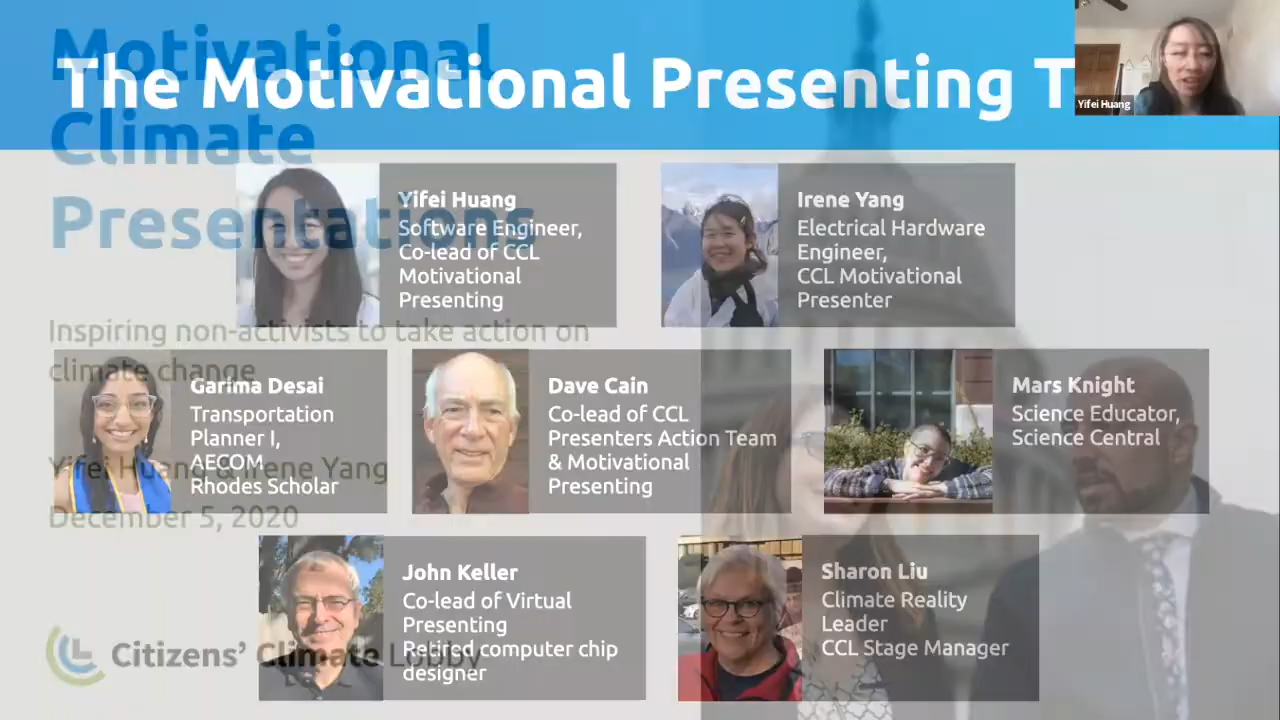 Motivational
Climate
Presentations
The Motivational Presenting T
Yifei Huang
Yifei Huang
Software Engineer,
Co-lead of CCL
Motivational
Presenting
Irene Yang
Electrical Hardware
Engineer,
CCL Motivational
Presenter
Inspiring non-activists to take action on
climate change
Garima Desai
Transportation
Planner I,
AECOM
Rhodes Scholar
Dave Cain
Co-lead of CCL
Presenters Action Team
& Motivational
Presenting
Mars Knight
Science Educator,
Science Central
Yifei Huang & Irene Yang
December 5, 2020
John Keller
Co-lead of Virtual
Presenting
Retired computer chip
designer
Sharon Liu
Climate Reality
Leader
CCL Stage Manager
Citizens' Climate Lobby